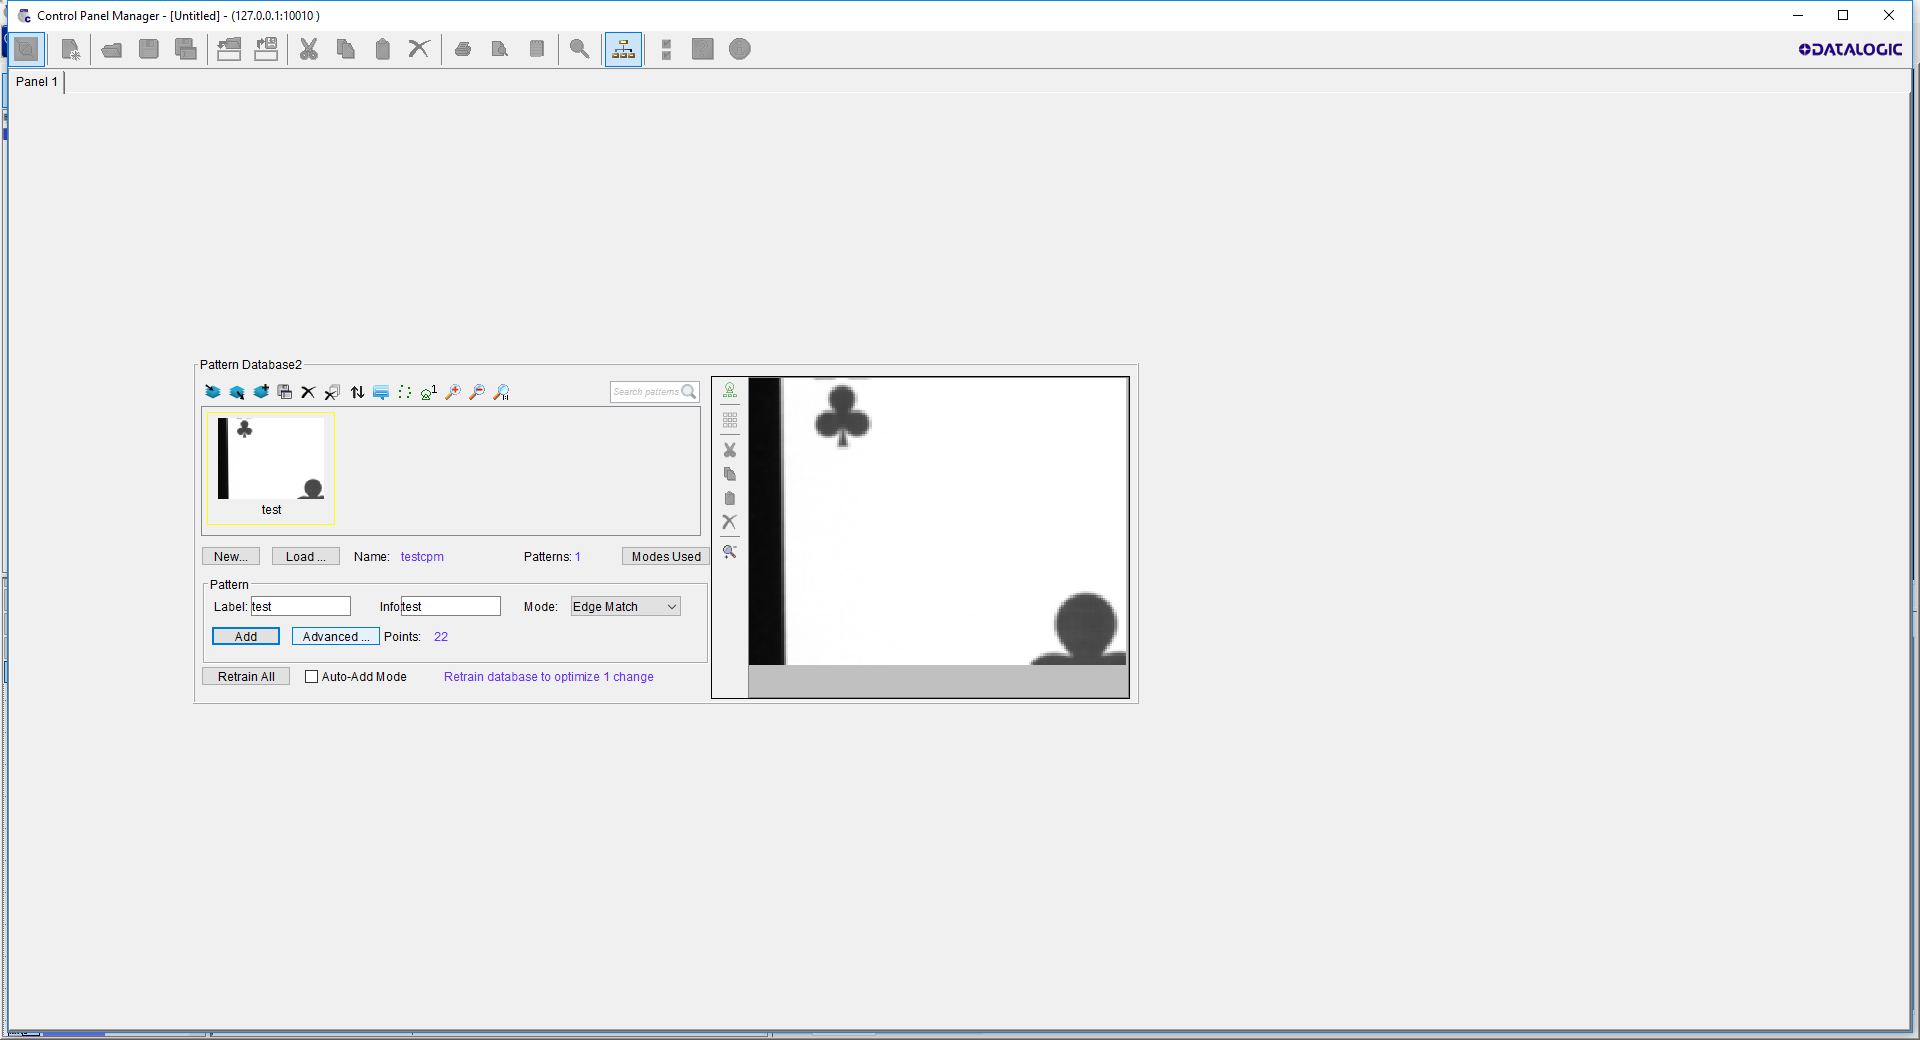 Control Panel Manager - [Untitled] - (127.0.0.1:10010 )
DATALOGIC
Panel 1
Pattern Database2
1
Search patterns
test
New...
Load ...
Name: testcpm
Patterns: 1
Modes Used
Pattern
Label: test
Info: test
Mode: Edge Match
Add
Advanced ...
Points: 22
Retrain All
Auto-Add Mode
Retrain database to optimize 1 change